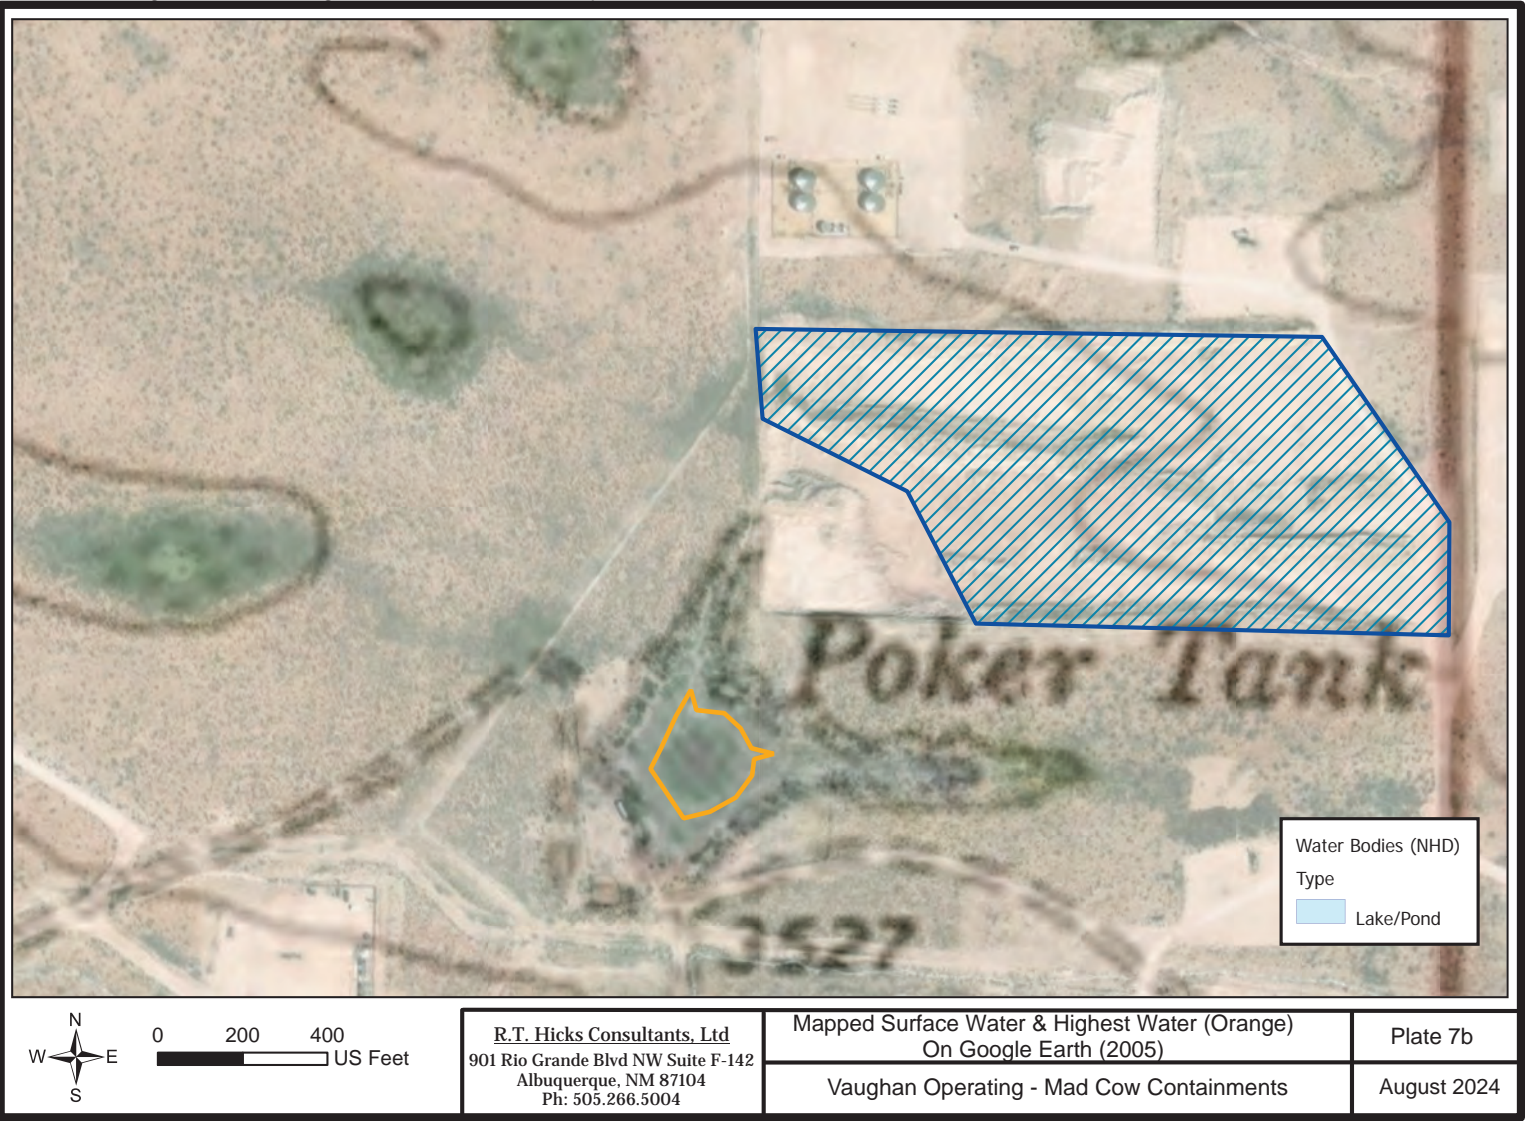 Poker Tank
3527
Water Bodies (NHD)
Type
Lake/Pond
N
W E
S
0 200 400
US Feet
R.T. Hicks Consultants, Ltd
901 Rio Grande Blvd NW Suite F-142
Albuquerque, NM 87104
Ph: 505.266.5004
Mapped Surface Water & Highest Water (Orange)
On Google Earth (2005)
Vaughan Operating - Mad Cow Containments
Plate 7b
August 2024